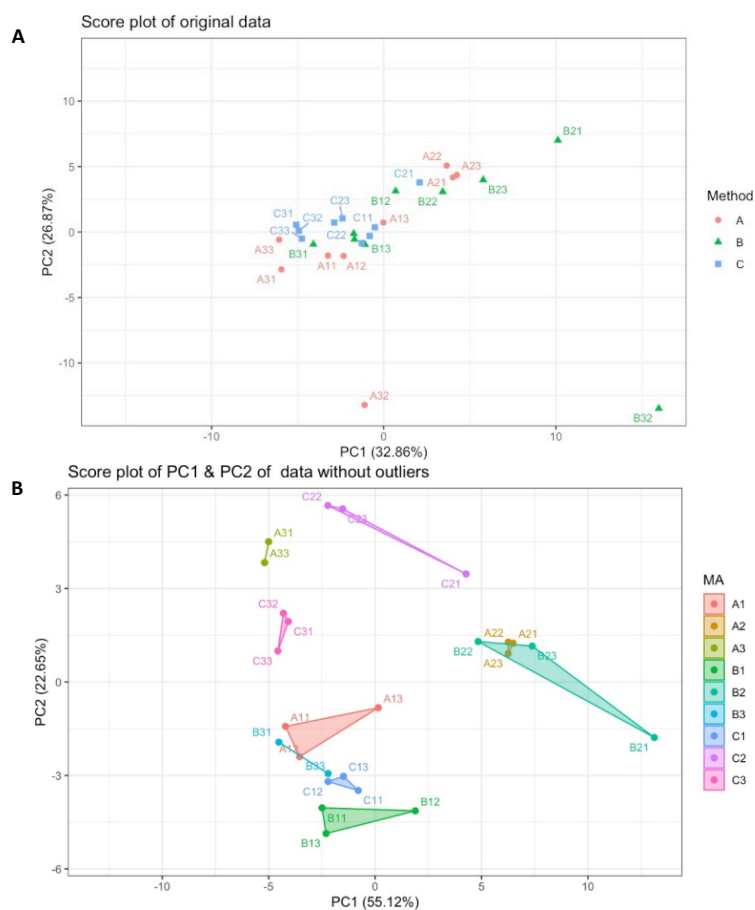 A
Score plot of original data
B21
A22
A23
C21
A21
B23
B12
B22
C23
C31
C32
C11
A13
C33
C22
A33
B31
B13
A11
A12
A31
A32
B32
10
5
0
-5
-10
PC2 (26.87%)
-10
0
10
PC1 (32.86%)
Method
A
B
C
B
Score plot of PC1 & PC2 of data without outliers
C22
C23
A31
A33
C21
C32
C31
C33
A22
A21
B22
A23
B23
B21
A13
A11
B31
A12
B33
C13
C12
C11
B12
B11
B13
6
3
0
-3
-6
PC2 (22.65%)
-10
-5
0
5
10
PC1 (55.12%)
MA
A1
A2
A3
B1
B2
B3
C1
C2
C3